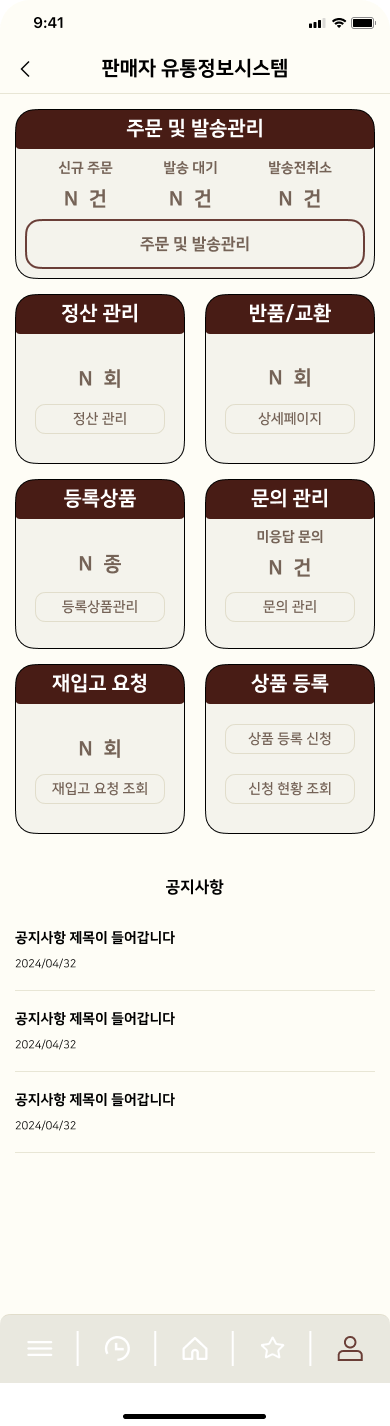 9:41
판매자 유통정보시스템
주문 및 발송관리
신규 주문 발송 대기 발송전취소
N 건 N 건 N 건
주문 및 발송관리
정산 관리
N 회
정산 관리
반품/교환
N 회
상세페이지
등록상품
N 종
등록상품관리
문의 관리
미응답 문의
N 건
문의 관리
재입고 요청
N 회
재입고 요청 조회
상품 등록
상품 등록 신청
신청 현황 조회
공지사항
공지사항 제목이 들어갑니다
2024/04/32
공지사항 제목이 들어갑니다
2024/04/32
공지사항 제목이 들어갑니다
2024/04/32